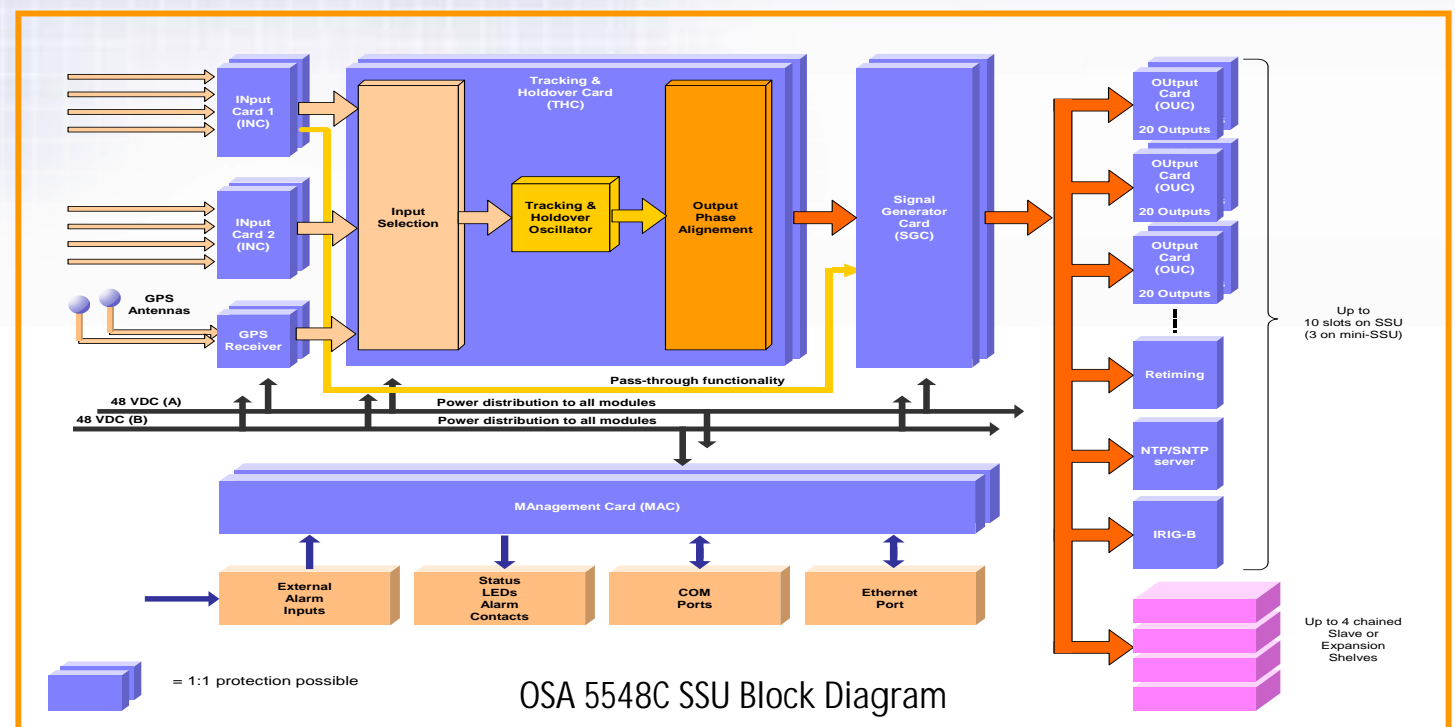 INput
Card 1
(INC)
INput
Card 2
(INC)
GPS
Antennas
GPS
Receiver
Tracking &
Holdover Card
(THC)
Input
Selection
Tracking &
Holdover
Oscillator
Output
Phase
Alignement
Signal
Generator
Card
(SGC)
OUtput
Card
(OUC)
20 Outputs
OUtput
Card
(OUC)
20 Outputs
OUtput
Card
(OUC)
20 Outputs
Up to
10 slots on SSU
(3 on mini-SSU)
Retiming
NTP/SNTP
server
IRIG-B
Up to 4 chained
Slave or
Expansion
Shelves
Pass-through functionality
48 VDC (A)
Power distribution to all modules
48 VDC (B)
Power distribution to all modules
MAnagement Card (MAC)
External
Alarm
Inputs
Status
LEDs
Alarm
Contacts
COM
Ports
Ethernet
Port
= 1:1 protection possible
OSA 5548C SSU Block Diagram